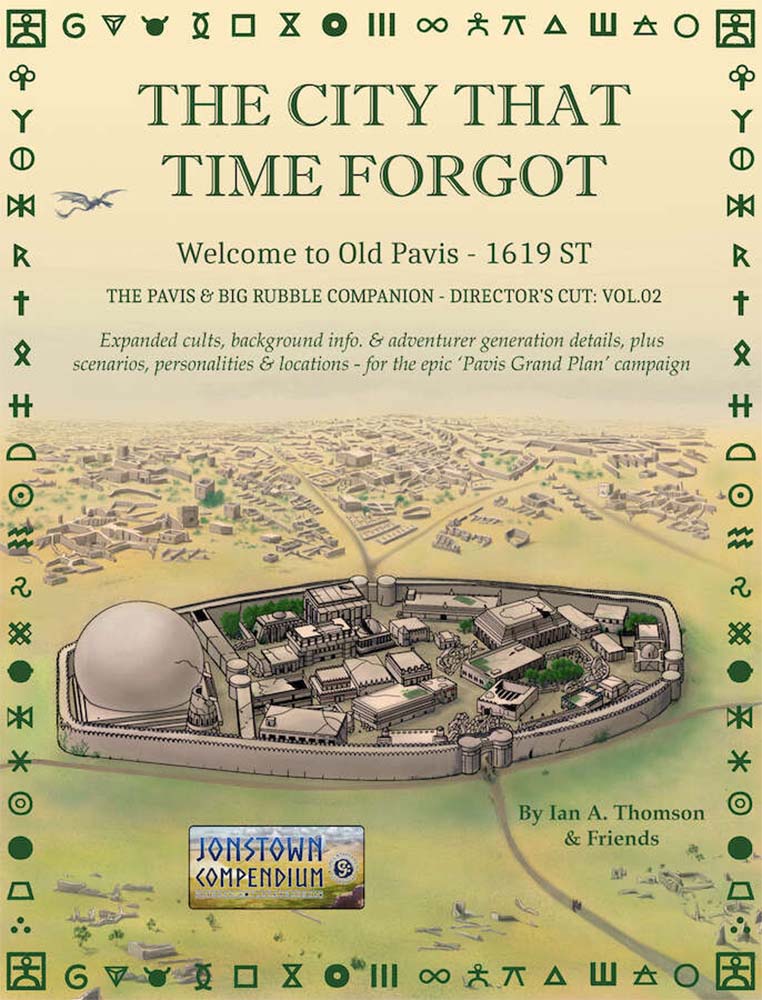 THE CITY THAT
TIME FORGOT
Welcome to Old Pavis - 1619 ST
THE PAVIS & BIG RUBBLE COMPANION - DIRECTOR'S CUT: VOL.02
Expanded cults, background info. & adventurer generation details, plus
scenarios, personalities & locations - for the epic 'Pavis Grand Plan' campaign
By Ian A. Thomson
& Friends
JONSTOWN
COMPENDIUM